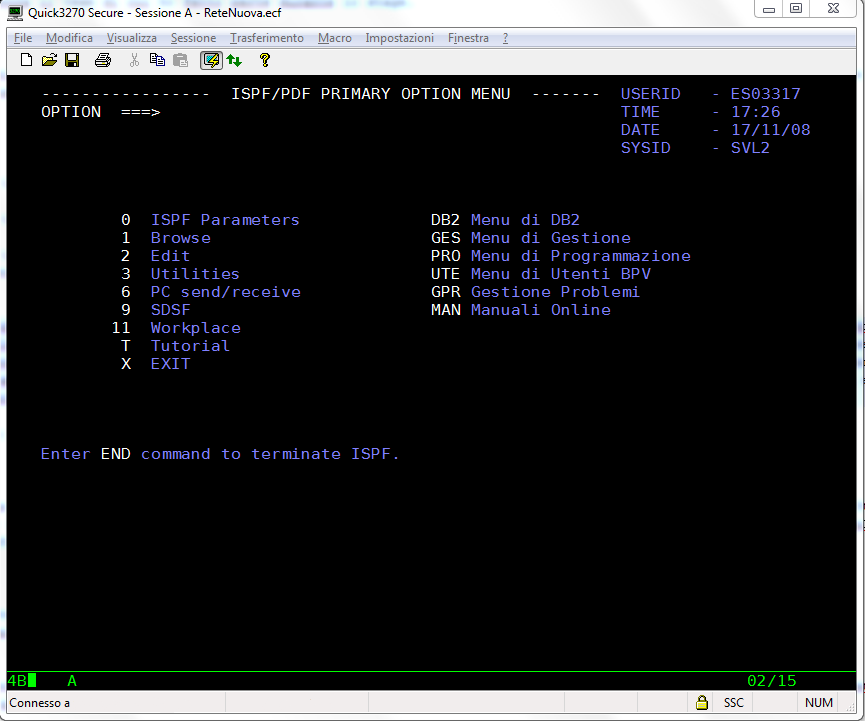 Quick3270 Secure - Sessione A - ReteNuova.ecf
File Modifica Visualizza Sessione Trasferimento Macro Impostazioni Finestra ?
----------------- ISPF/PDF PRIMARY OPTION MENU ------- USERID - ES03317
OPTION ===> TIME - 17:26
DATE - 17/11/08
SYSID - SVL2
0 ISPF Parameters DB2 Menu di DB2
1 Browse GES Menu di Gestione
2 Edit PRO Menu di Programmazione
3 Utilities UTE Menu di Utenti BPV
6 PC send/receive GPR Gestione Problemi
9 SDSF MAN Manuali Online
11 Workplace
T Tutorial
X EXIT
Enter END command to terminate ISPF.
4B A 02/15
Connesso a SSC NUM